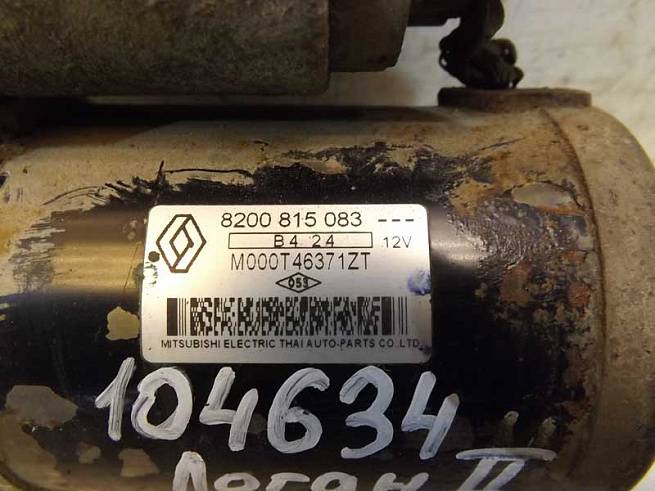 8200 815 083 ---
B4 24 12V
M000T46371ZT
053
MITSUBISHI ELECTRIC THAI AUTO-PARTS CO.,LTD
104634
Логан II